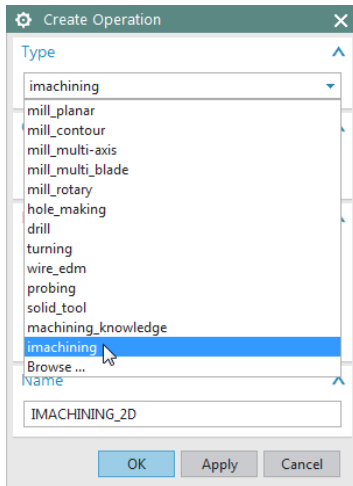 Create Operation
Type
imachining
mill_planar
mill_contour
mill_multi-axis
mill_multi_blade
mill_rotary
hole_making
drill
turning
wire_edm
probing
solid_tool
machining_knowledge
imachining
Browse ...
Name
IMACHINING_2D
OK Apply Cancel